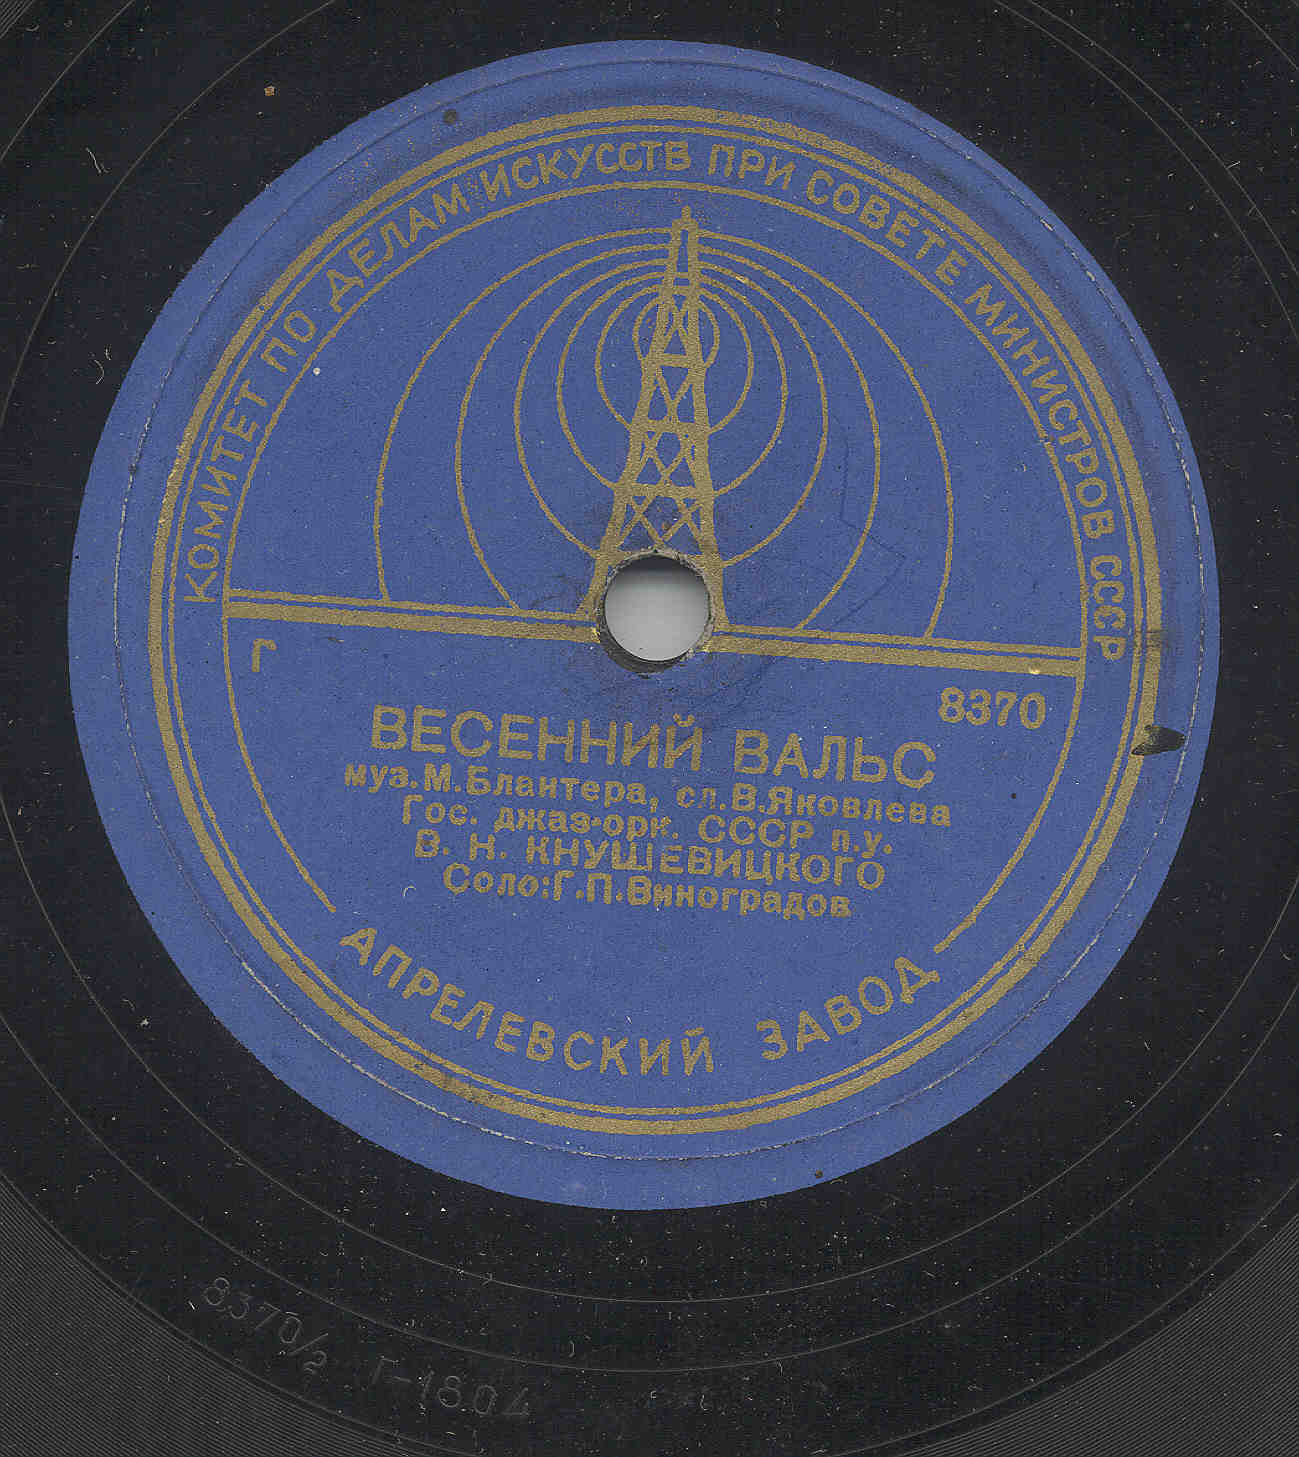 КОМИТЕТ ПО ДЕЛАМ ИСКУССТВ ПРИ СОВЕТЕ МИНИСТРОВ СССР
Г
8370
ВЕСЕННИЙ ВАЛЬС
муз. М. Блантера, сл. В. Яковлева
Гос. джаз-орк. СССР п.у.
В. Н. КНУШЕВИЦКОГО
Соло: Г. П. Виноградов
АПРЕЛЕВСКИЙ ЗАВОД
8370/2 Г-1804